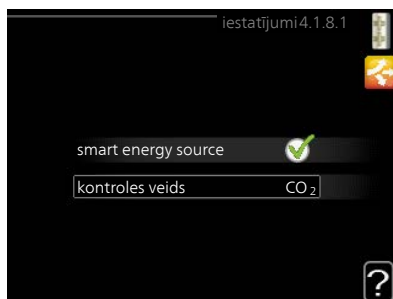 iestatījumi 4.1.8.1
smart energy source
kontroles veids CO₂
?